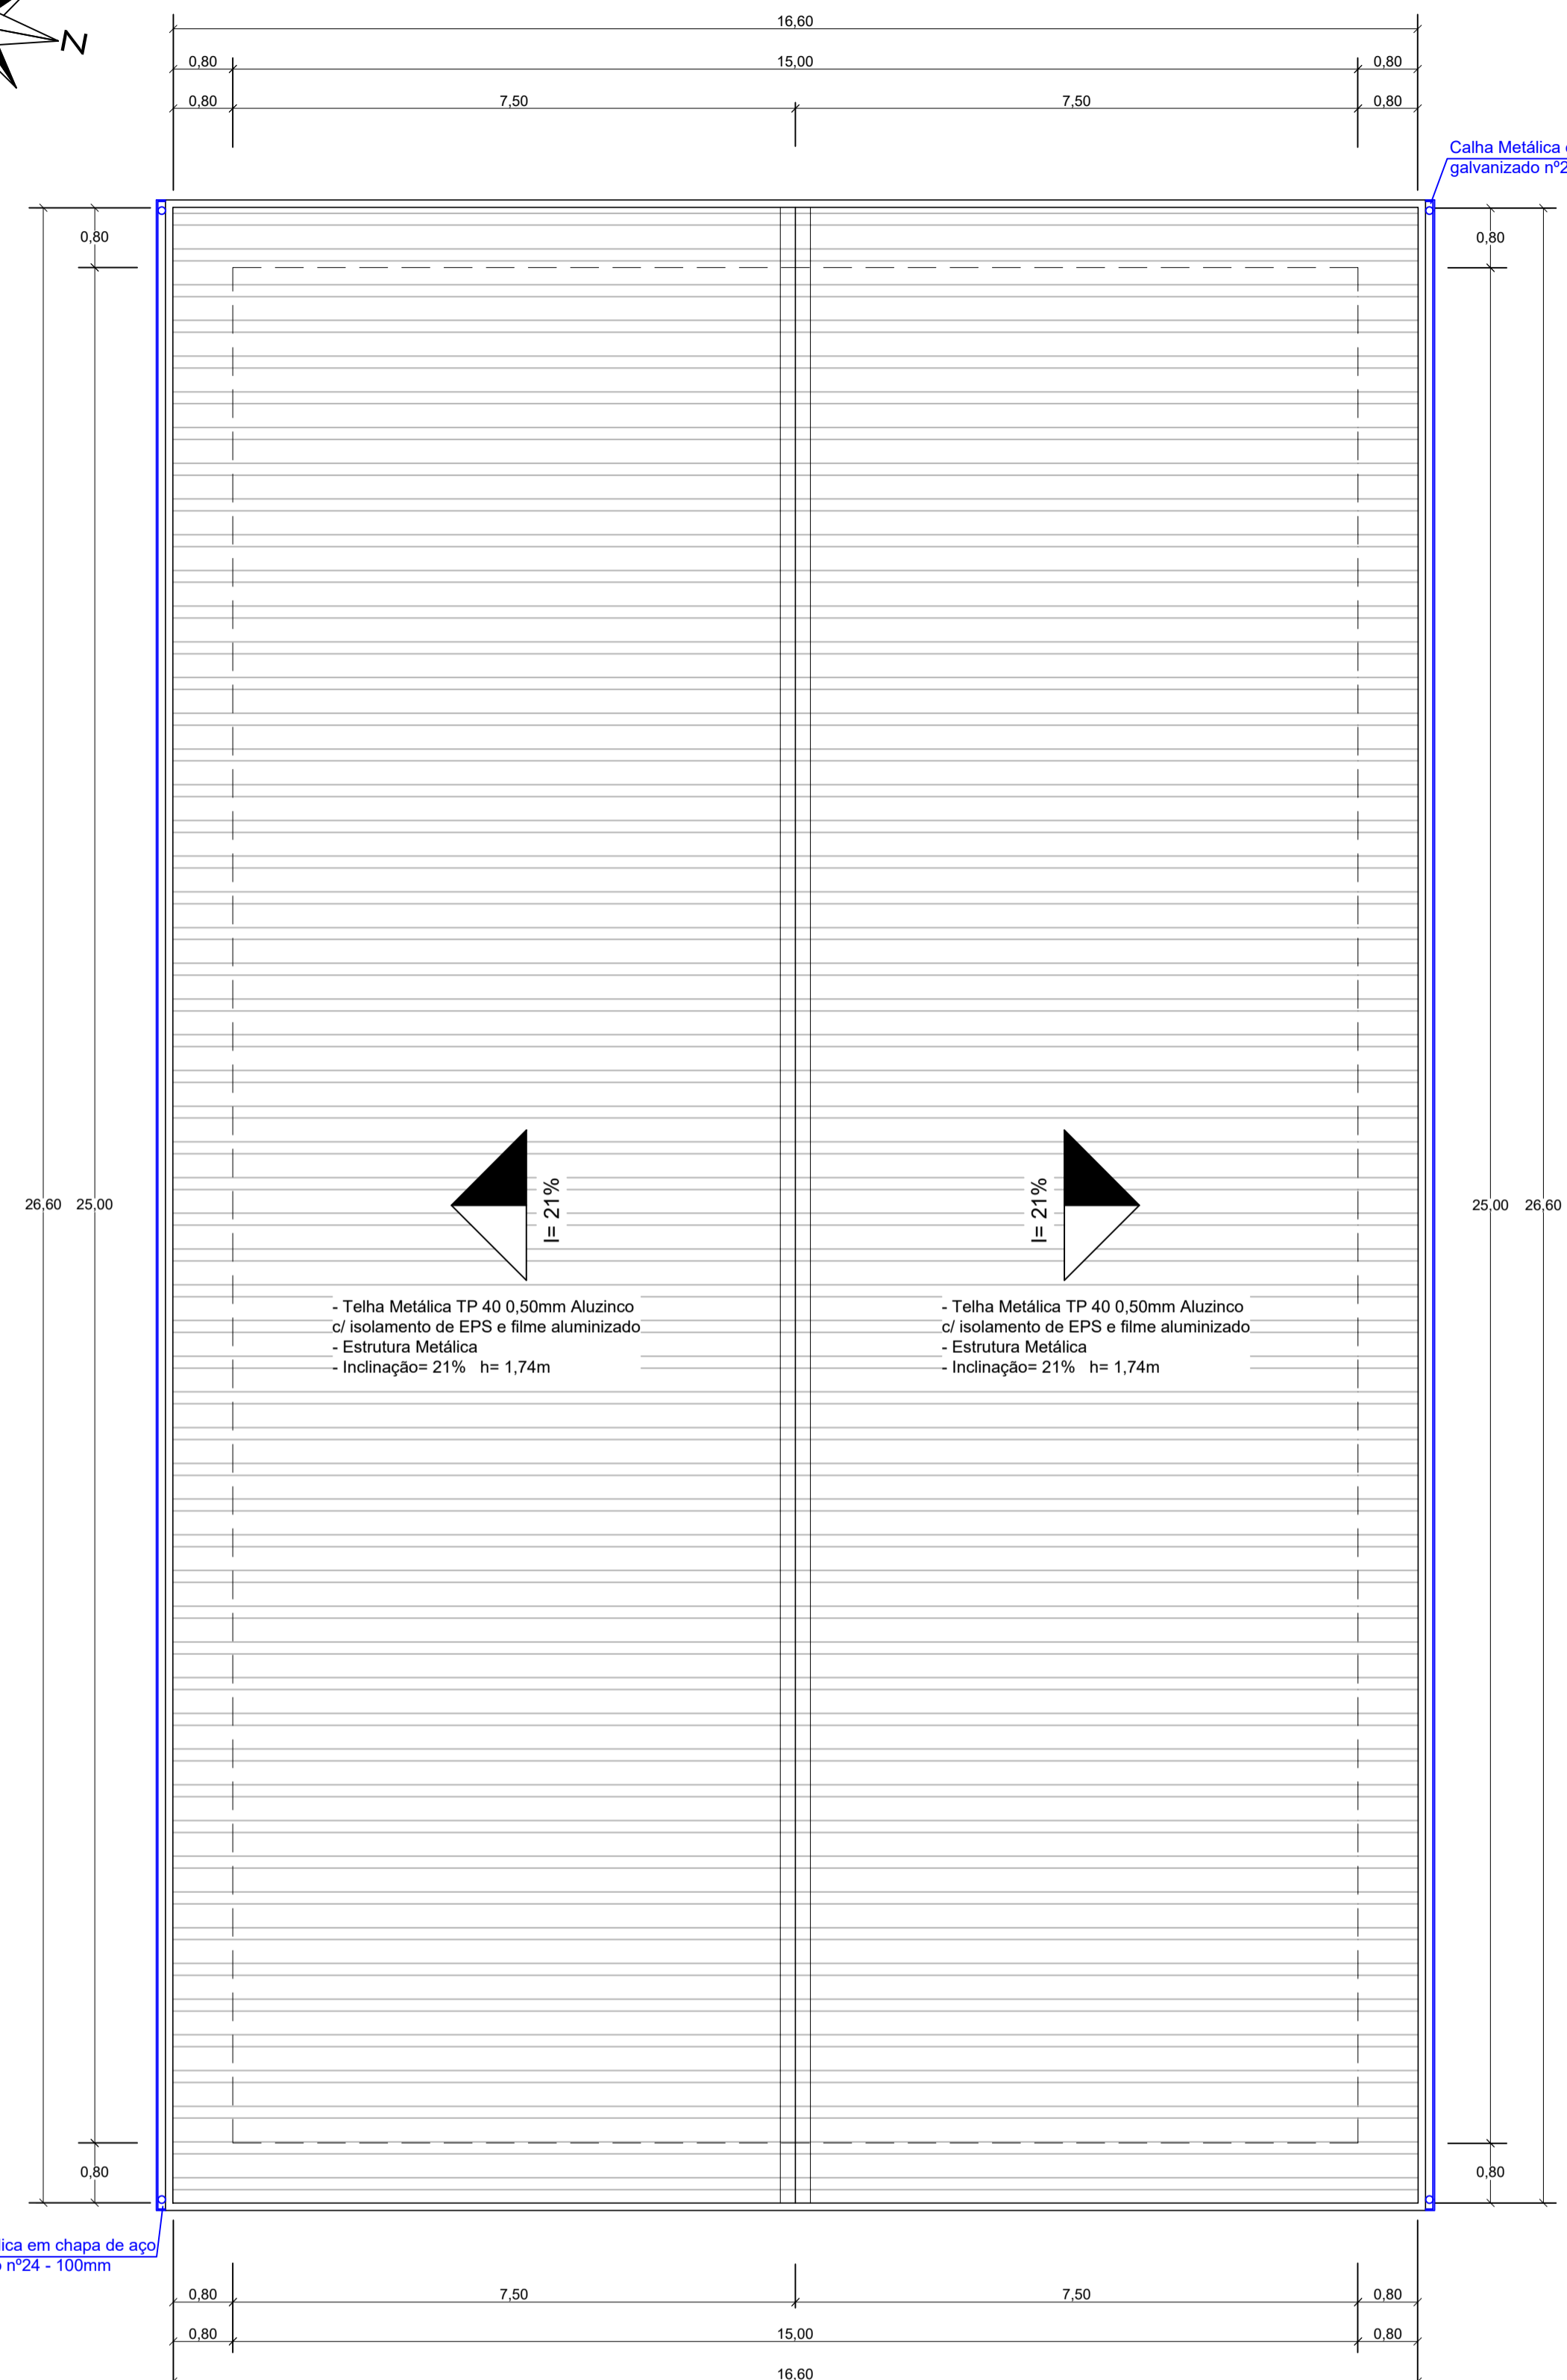 N
16,60
0,80 15,00 0,80
0,80 7,50 7,50 0,80
Calha Metálica
galvanizado
0,80 0,80
26,60 25,00 25,00 26,60
I= 21% I= 21%
- Telha Metálica TP 40 0,50mm Aluzinco
c/ isolamento de EPS e filme aluminizado
- Estrutura Metálica
- Inclinação= 21% h= 1,74m
- Telha Metálica TP 40 0,50mm Aluzinco
c/ isolamento de EPS e filme aluminizado
- Estrutura Metálica
- Inclinação= 21% h= 1,74m
0,80 0,80
em chapa de aço
nº24 - 100mm
0,80 7,50 7,50 0,80
0,80 15,00 0,80
16,60